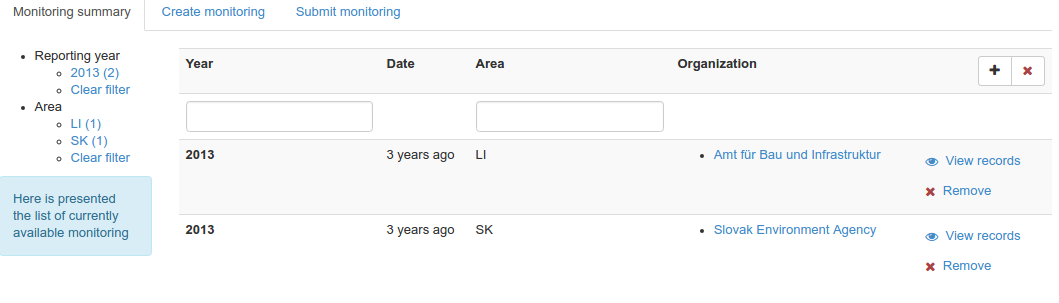 Monitoring summary Create monitoring Submit monitoring
Reporting year
2013 (2)
Clear filter
Area
LI (1)
SK (1)
Clear filter
Here is presented
the list of currently
available monitoring
Year Date Area Organization
2013 3 years ago LI Amt für Bau und Infrastruktur View records
Remove
2013 3 years ago SK Slovak Environment Agency View records
Remove